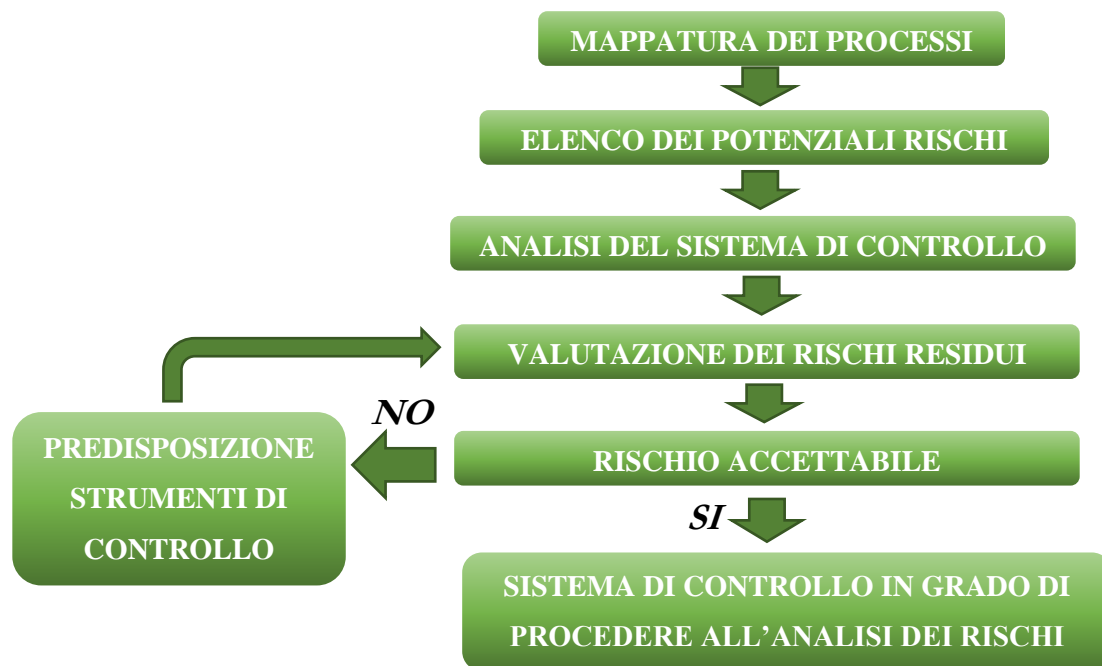 MAPPATURA DEI PROCESSI
ELENCO DEI POTENZIALI RISCHI
ANALISI DEL SISTEMA DI CONTROLLO
VALUTAZIONE DEI RISCHI RESIDUI
NO
PREDISPOSIZIONE
STRUMENTI DI
CONTROLLO
RISCHIO ACCETTABILE
SI
SISTEMA DI CONTROLLO IN GRADO DI
PROCEDERE ALL’ANALISI DEI RISCHI